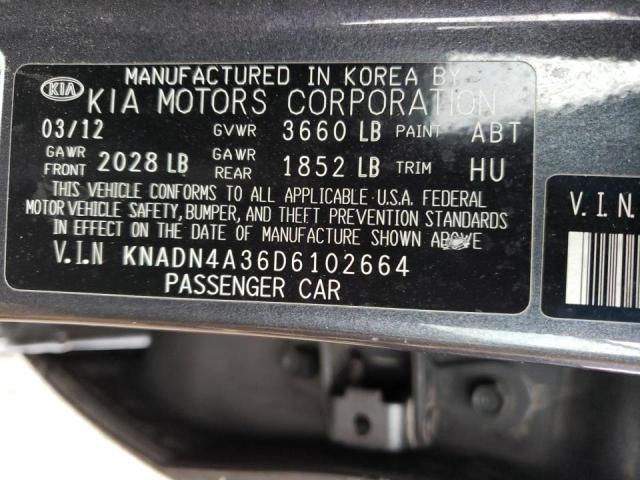 MANUFACTURED IN KOREA BY
KIA KIA MOTORS CORPORATION
03/12 GVWR 3660 LB PAINT ABT
GAWR FRONT 2028 LB GAWR REAR 1852 LB TRIM HU
THIS VEHICLE CONFORMS TO ALL APPLICABLE U.S.A. FEDERAL
MOTOR VEHICLE SAFETY, BUMPER, AND THEFT PREVENTION STANDARDS
IN EFFECT ON THE DATE OF MANUFACTURE SHOWN ABOVE.
V.I.N KNADN4A36D6102664
PASSENGER CAR
V.I.N